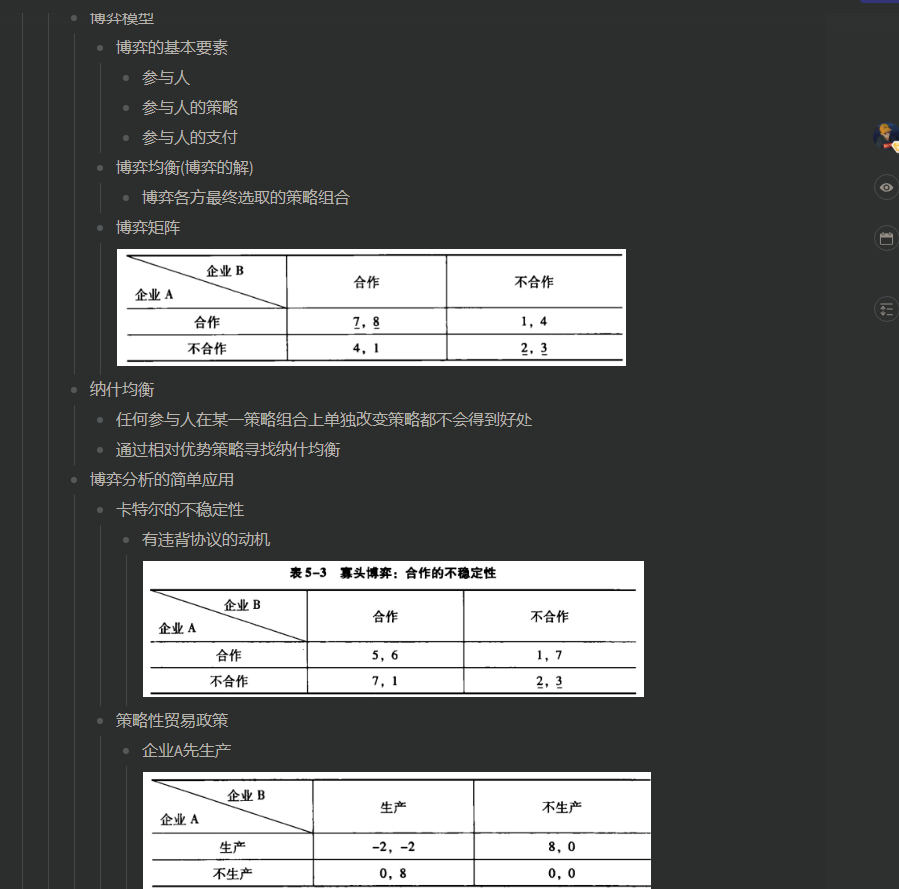 博弈模型
博弈的基本要素
参与人
参与人的策略
参与人的支付
博弈均衡(博弈的解)
博弈各方最终选取的策略组合
博弈矩阵
企业 B
企业 A
合作
不合作
合作
7, 8
1, 4
不合作
4, 1
2, 3
纳什均衡
任何参与人在某一策略组合上单独改变策略都不会得到好处
通过相对优势策略寻找纳什均衡
博弈分析的简单应用
卡特尔的不稳定性
有违背协议的动机
表 5-3 寡头博弈：合作的不稳定性
企业 B
企业 A
合作
不合作
合作
5, 6
1, 7
不合作
7, 1
2, 3
策略性贸易政策
企业A先生产
企业 B
企业 A
生产
不生产
生产
-2, -2
8, 0
不生产
0, 8
0, 0